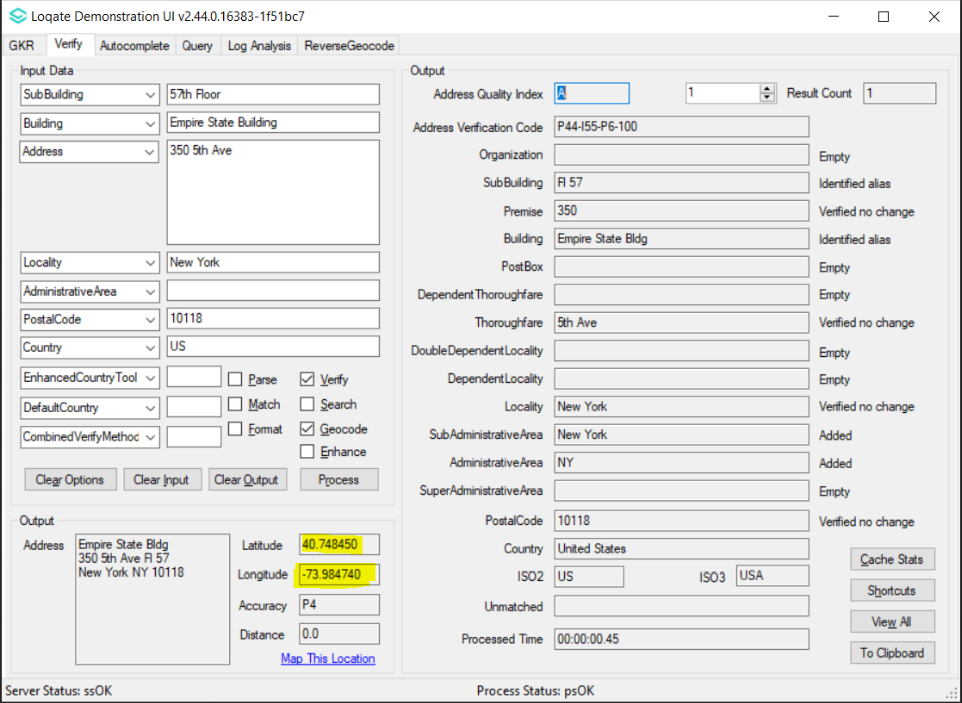 Loqate Demonstration UI v2.44.0.16383-1f51bc7
GKR Verify Autocomplete Query Log Analysis ReverseGeocode
Input Data
SubBuilding 57th Floor
Building Empire State Building
Address 350 5th Ave
Locality New York
AdministrativeArea
PostalCode 10118
Country US
EnhancedCountryTool Parse Verify
DefaultCountry Match Search
CombinedVerifyMethod Format Geocode
Enhance
Clear Options Clear Input Clear Output Process
Output
Address
Empire State Bldg
350 5th Ave Fl 57
New York NY 10118
Latitude 40.748450
Longitude -73.984740
Accuracy P4
Distance 0.0
Map This Location
Output
Address Quality Index A 1 Result Count 1
Address Verification Code P44-I55-P6-100
Organization Empty
SubBuilding Fl 57 Identified alias
Premise 350 Verified no change
Building Empire State Bldg Identified alias
PostBox Empty
DependentThoroughfare Empty
Thoroughfare 5th Ave Verified no change
DoubleDependentLocality Empty
DependentLocality Empty
Locality New York Verified no change
SubAdministrativeArea New York Added
AdministrativeArea NY Added
SuperAdministrativeArea Empty
PostalCode 10118 Verified no change
Country United States
ISO2 US ISO3 USA
Unmatched
Processed Time 00:00:00.45
Cache Stats
Shortcuts
View All
To Clipboard
Server Status: ssOK Process Status: psOK